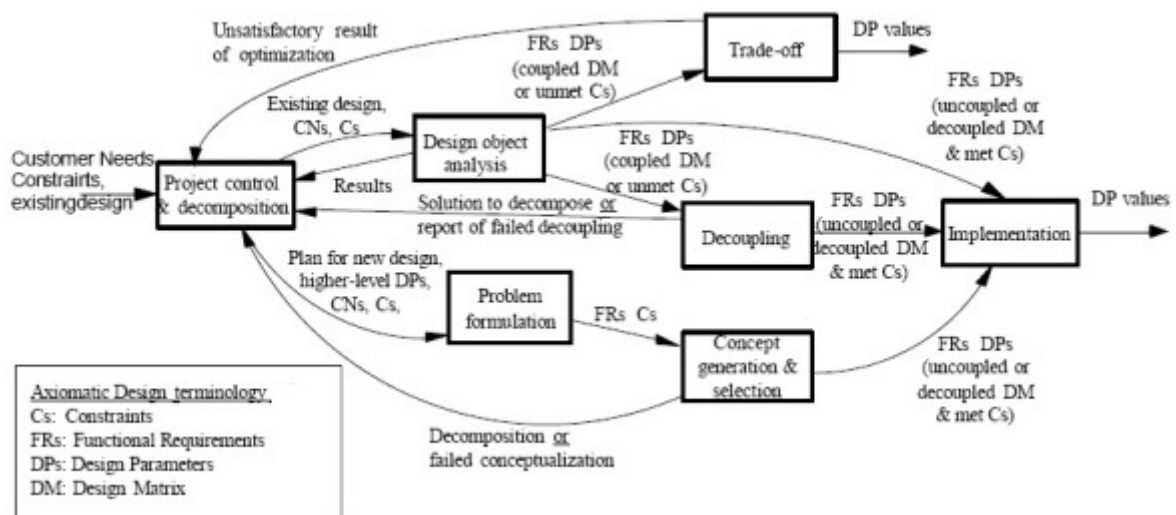 Unsatisfactory result
of optimization
FRs DPs
(coupled DM
or unmet Cs)
Trade-off
DP values
Existing design,
CNs, Cs
Design object
analysis
FRs DPs
(coupled DM
or unmet Cs)
FRs DPs
(uncoupled or
decoupled DM
& met Cs)
Customer Needs
Constraints,
existingdesign
Project control
& decomposition
Results
Solution to decompose or
report of failed decoupling
Decoupling
FRs DPs
(uncoupled or
decoupled DM
& met Cs)
Implementation
DP values
Plan for new design,
higher-level DPs,
CNs, Cs,
Problem
formulation
FRs Cs
Concept
generation &
selection
FRs DPs
(uncoupled or
decoupled DM
& met Cs)
Decomposition or
failed conceptualization
Axiomatic Design terminology
Cs: Constraints
FRs: Functional Requirements
DPs: Design Parameters
DM: Design Matrix